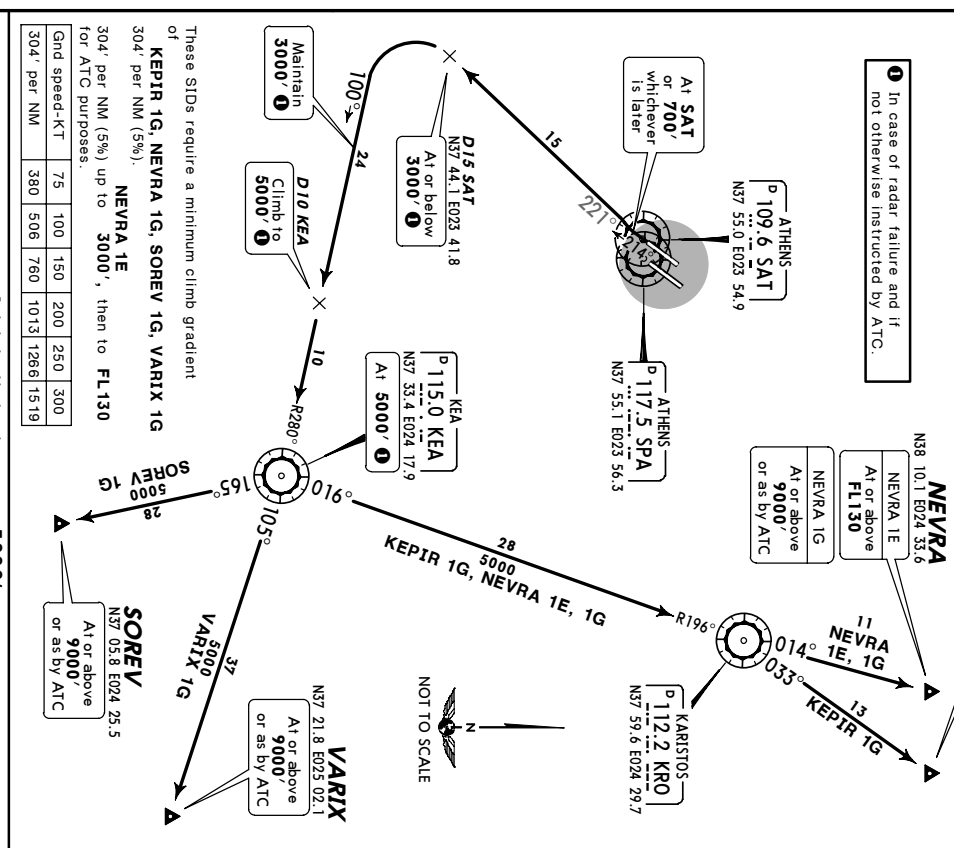 ❶ In case of radar failure and if
not otherwise instructed by ATC.
NEVRA
N38 10.1 E024 33.6
NEVRA 1E
At or above
FL130
NEVRA 1G
At or above
9000'
or as by ATC
11
NEVRA
1E, 1G
014°
033°
13
KEPIR 1G
ATHENS
D 109.6 SAT
N37 55.0 E023 54.9
ATHENS
D 117.5 SPA
N37 55.1 E023 56.3
At SAT
or 700'
whichever
is later
214°
221°
15
KARISTOS
D 112.2 KRO
N37 59.6 E024 29.7
R196°
28
5000
KEPIR 1G, NEVRA 1E, 1G
NOT TO SCALE
N
D15 SAT
N37 44.1 E023 41.8
At or below
3000' ❶
100°
24
Maintain
3000' ❶
D10 KEA
Climb to
5000' ❶
10
KEA
D 115.0 KEA
N37 33.4 E024 17.9
At 5000' ❶
R280°
016°
105°
165°
37
5000
VARIX 1G
VARIX
N37 21.8 E025 02.1
At or above
9000'
or as by ATC
28
5000
SOREV 1G
SOREV
N37 05.8 E024 25.5
At or above
9000'
or as by ATC
These SIDs require a minimum climb gradient
of
KEPIR 1G, NEVRA 1G, SOREV 1G, VARIX 1G
304' per NM (5%).
NEVRA 1E
304' per NM (5%) up to 3000', then to FL130
for ATC purposes.
Gnd speed-KT 75 100 150 200 250 300
304' per NM 380 506 760 1013 1266 1519